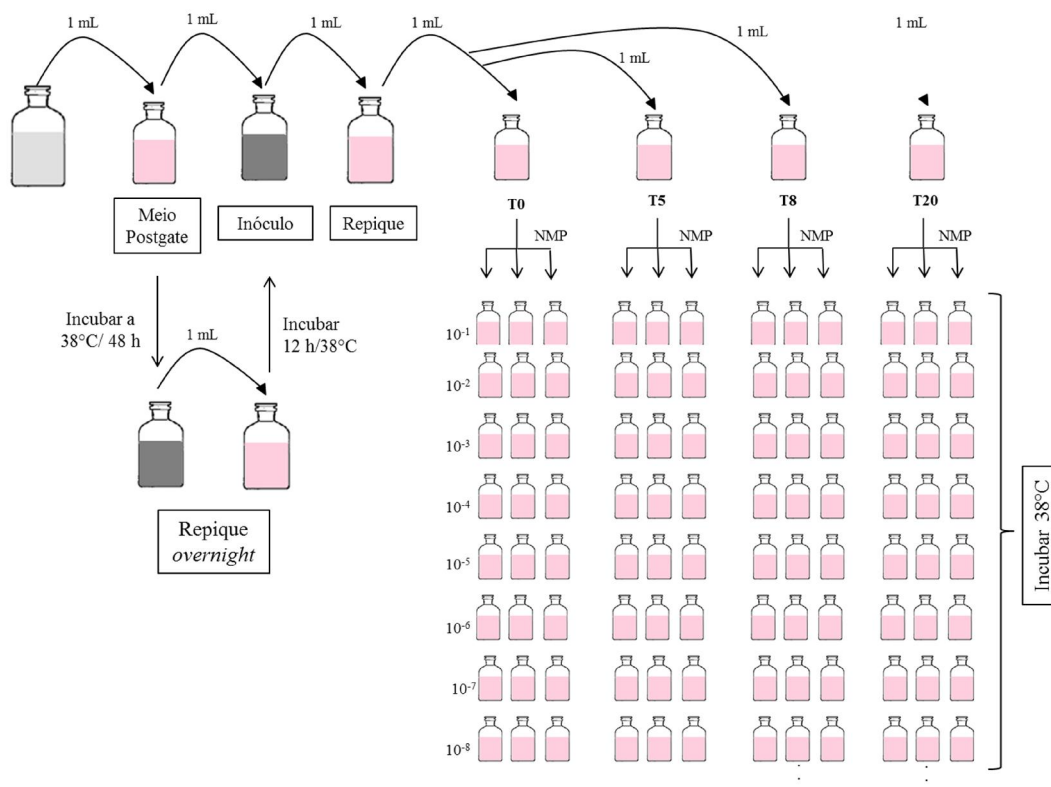 1 mL
1 mL
1 mL
1 mL
1 mL
1 mL
1 mL
Meio
Postgate
Inóculo
Repique
T0
T5
T8
T20
NMP
NMP
NMP
NMP
Incubar a
38°C/ 48 h
1 mL
Incubar
12 h/38°C
Repique
overnight
10-1
10-2
10-3
10-4
10-5
10-6
10-7
10-8
Incubar 38°C